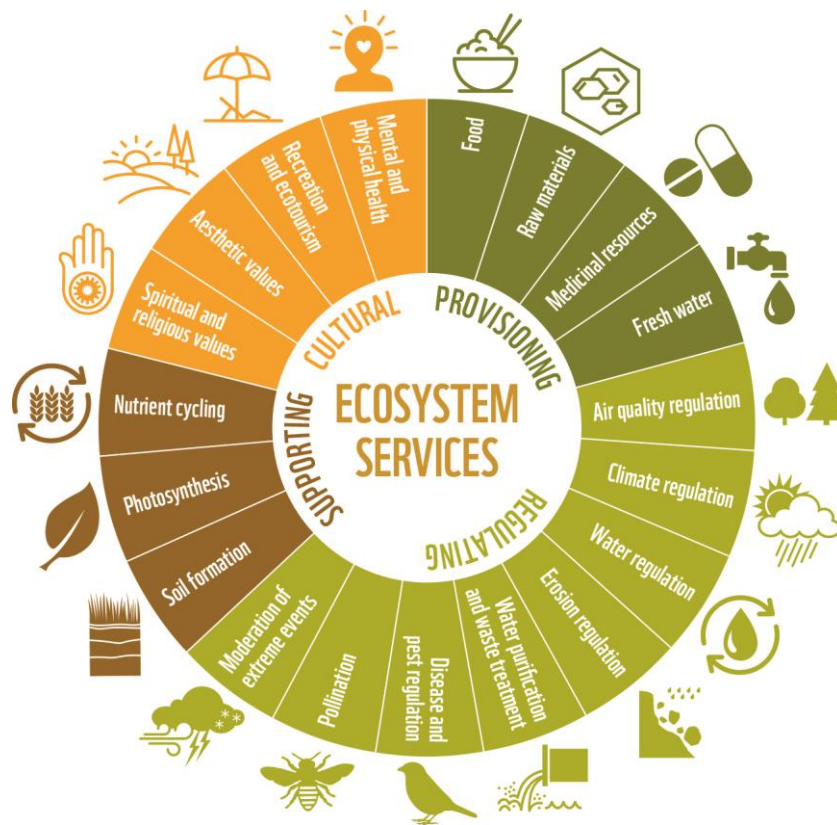 ECOSYSTEM
SERVICES
PROVISIONING
Food
Raw materials
Medicinal resources
Fresh water
REGULATING
Air quality regulation
Climate regulation
Water regulation
Erosion regulation
Water purification
and waste treatment
Disease and
pest regulation
Pollination
Moderation of
extreme events
SUPPORTING
Soil formation
Photosynthesis
Nutrient cycling
CULTURAL
Spiritual and
religious values
Aesthetic values
Recreation
and ecotourism
Mental and
physical health